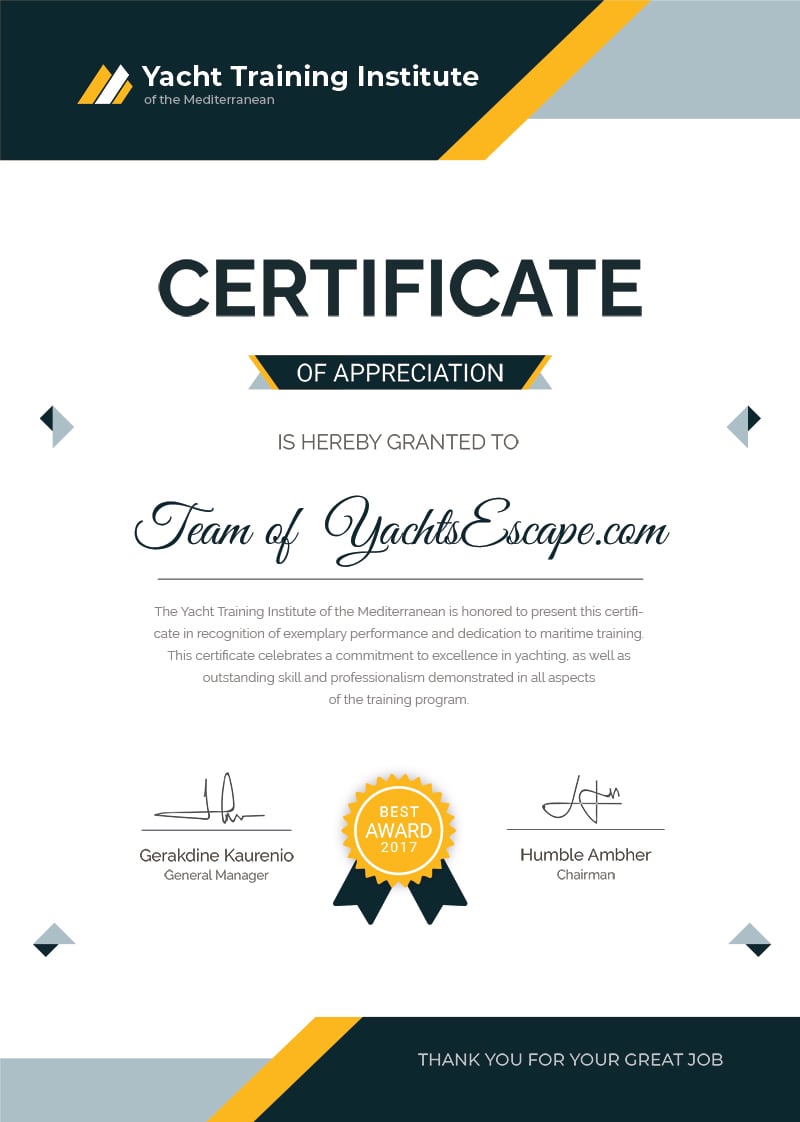 Yacht Training Institute
of the Mediterranean
CERTIFICATE
OF APPRECIATION
IS HEREBY GRANTED TO
Team of YachtsEscape.com
The Yacht Training Institute of the Mediterranean is honored to present this certifi-
cate in recognition of exemplary performance and dedication to maritime training.
This certificate celebrates a commitment to excellence in yachting, as well as
outstanding skill and professionalism demonstrated in all aspects
of the training program.
BEST
AWARD
2017
Gerakdine Kaurenio
General Manager
Humble Ambher
Chairman
THANK YOU FOR YOUR GREAT JOB